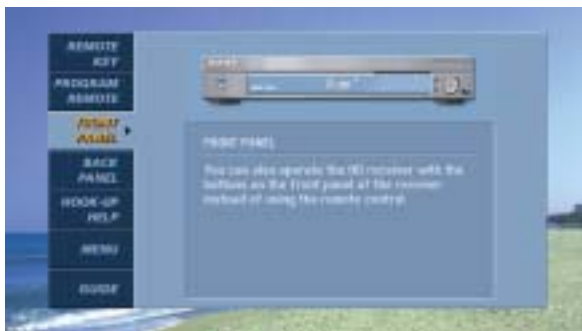 REMOTE
KEY
PROGRAM
REMOTE
FRONT
PANEL
BACK
PANEL
HOOK-UP
HELP
MENU
GUIDE
FRONT PANEL
You can also operate the HD receiver with the
buttons on the front panel of the receiver
instead of using the remote control.